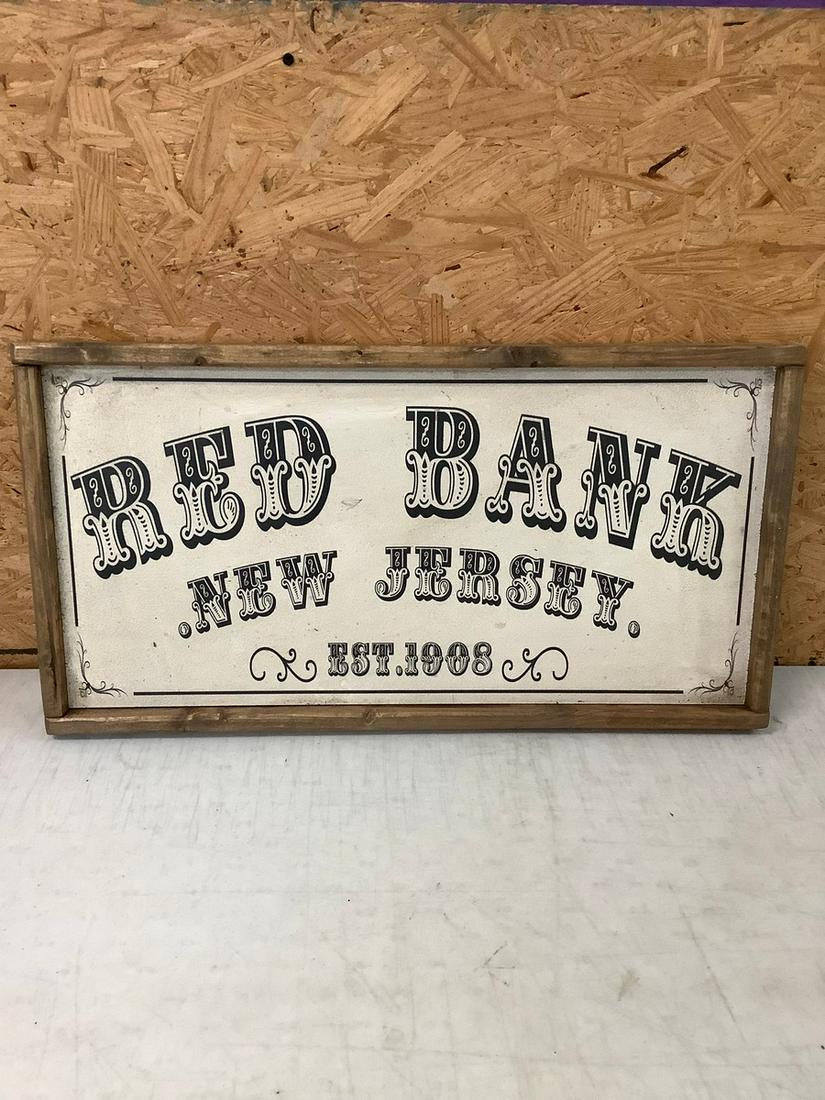 RED BANK
.NEW JERSEY.
EST.1908